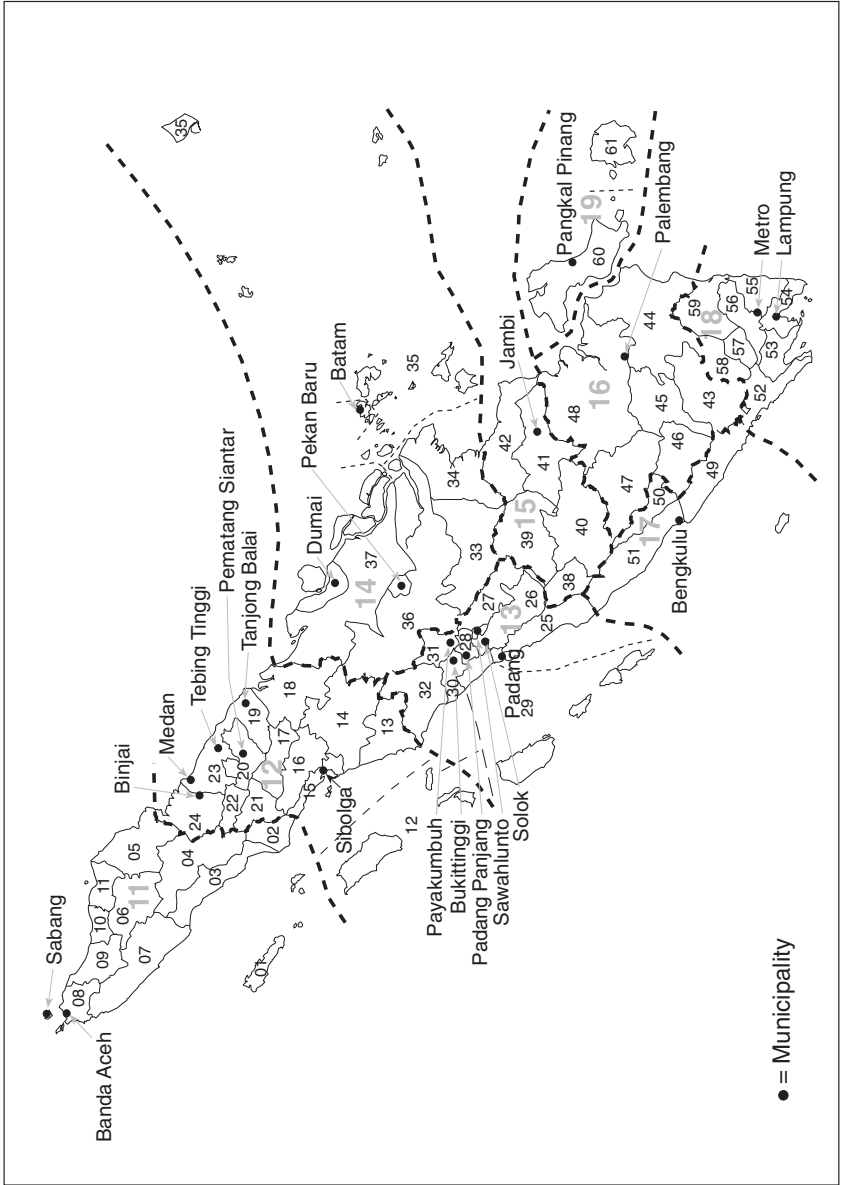 Sabang
Banda Aceh
Binjai
Medan
Tebing Tinggi
Pematang Siantar
Tanjong Balai
Dumai
Pekan Baru
Batam
Jambi
Pangkal Pinang
Palembang
Metro
Lampung
Sibolga
Payakumbuh
Bukittinggi
Padang Panjang
Sawahlunto
Solok
Padang
Bengkulu
11
12
13
14
15
16
17
18
19
01
02
03
04
05
06
07
08
09
10
11
12
13
14
15
16
17
18
19
20
21
22
23
24
25
26
27
28
29
30
31
32
33
34
35
35
36
37
38
39
40
41
42
43
44
45
46
47
48
49
50
51
52
53
54
55
56
57
58
59
60
61
● = Municipality